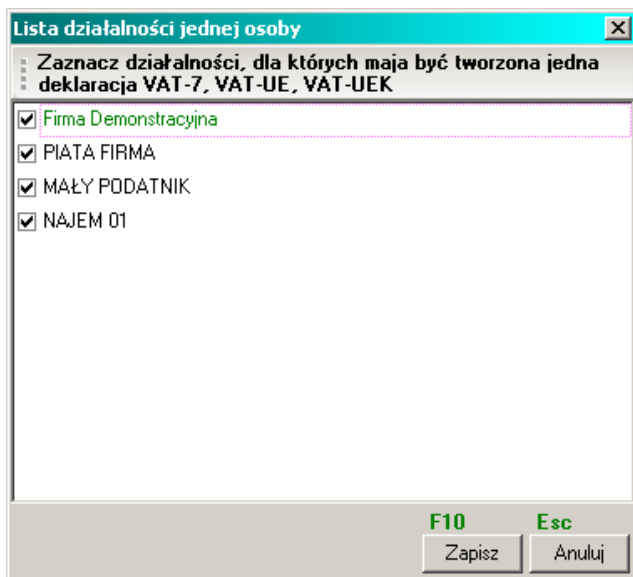 Lista działalności jednej osoby
Zaznacz działalności, dla których maja być tworzona jedna
deklaracja VAT-7, VAT-UE, VAT-UEK
Firma Demonstracyjna
PIATA FIRMA
MAŁY PODATNIK
NAJEM 01
F10 Esc
Zapisz Anuluj